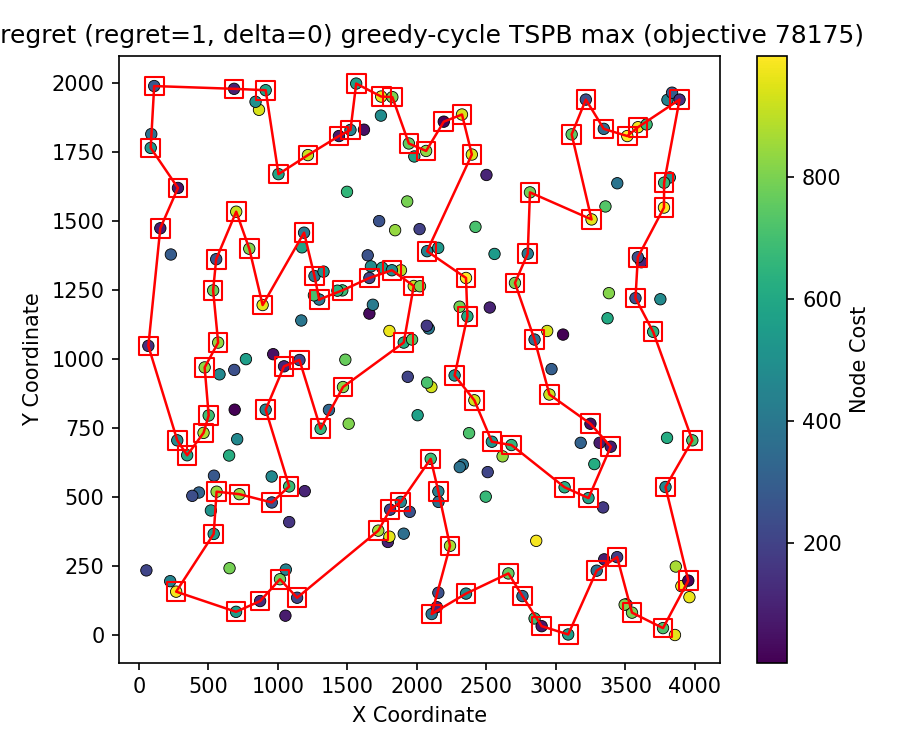 regret (regret=1, delta=0) greedy-cycle TSPB max (objective 78175)
2000
1750
1500
1250
1000
750
500
250
0
Y Coordinate
0 500 1000 1500 2000 2500 3000 3500 4000
X Coordinate
800
600
400
200
Node Cost